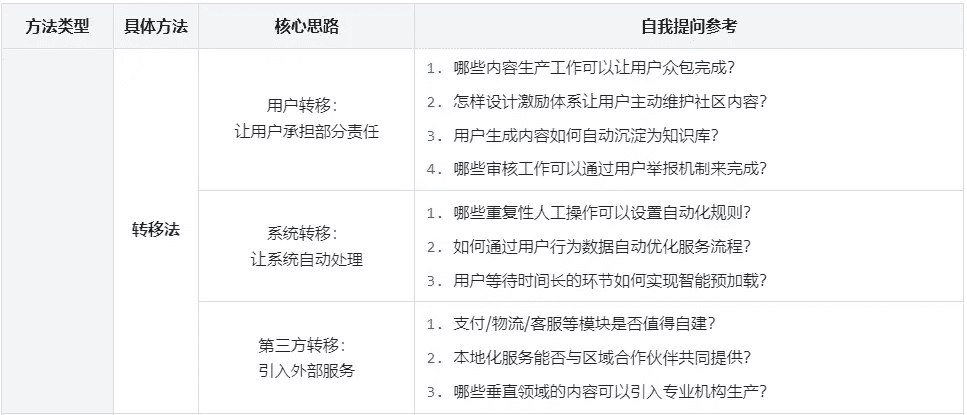 方法类型
具体方法
核心思路
自我提问参考
转移法
用户转移：
让用户承担部分责任
1. 哪些内容生产工作可以让用户众包完成？
2. 怎样设计激励体系让用户主动维护社区内容？
3. 用户生成内容如何自动沉淀为知识库？
4. 哪些审核工作可以通过用户举报机制来完成？
系统转移：
让系统自动处理
1. 哪些重复性人工操作可以设置自动化规则？
2. 如何通过用户行为数据自动优化服务流程？
3. 用户等待时间长的环节如何实现智能预加载？
第三方转移：
引入外部服务
1. 支付/物流/客服等模块是否值得自建？
2. 本地化服务能否与区域合作伙伴共同提供？
3. 哪些垂直领域的内容可以引入专业机构生产？